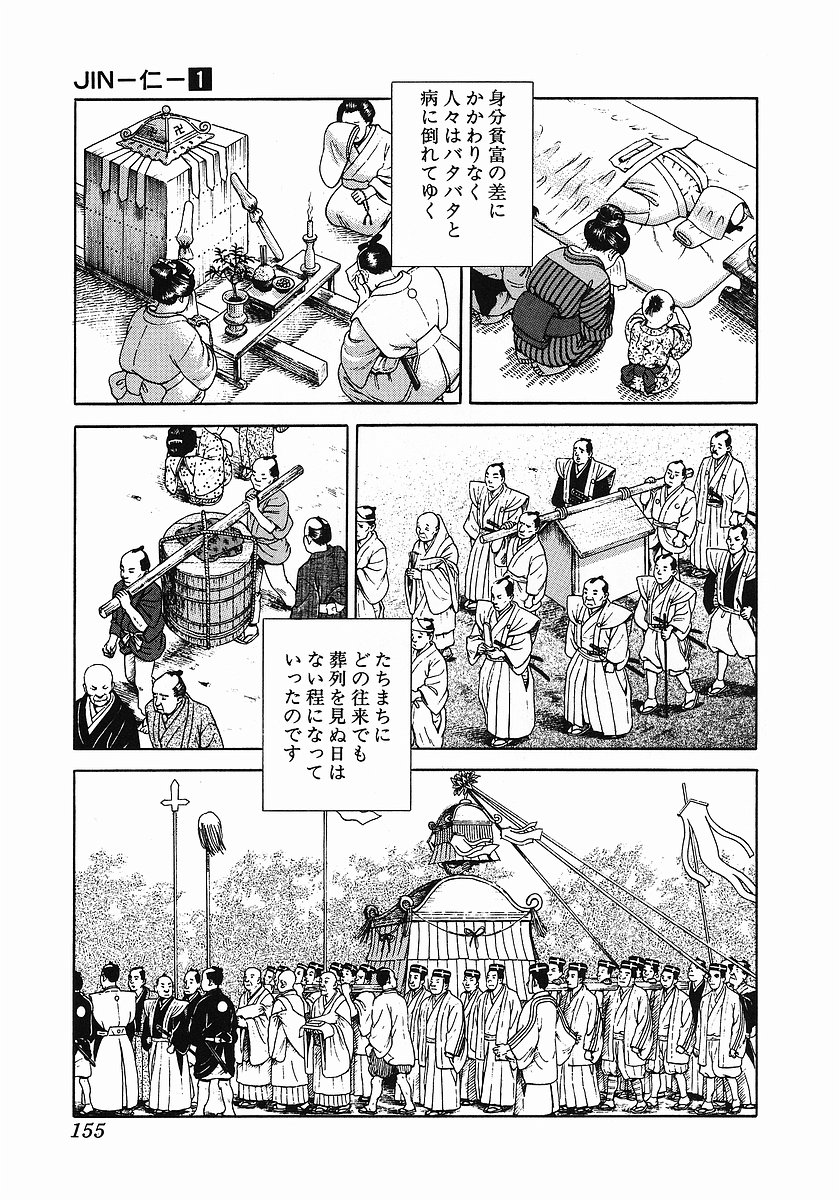 JIN―仁―1
身分貧富の差に
かかわりなく
人々はバタバタと
病に倒れてゆく
卍
卍
たちまちに
どの往来でも
葬列を見ぬ日は
ない程になって
いったのです
155